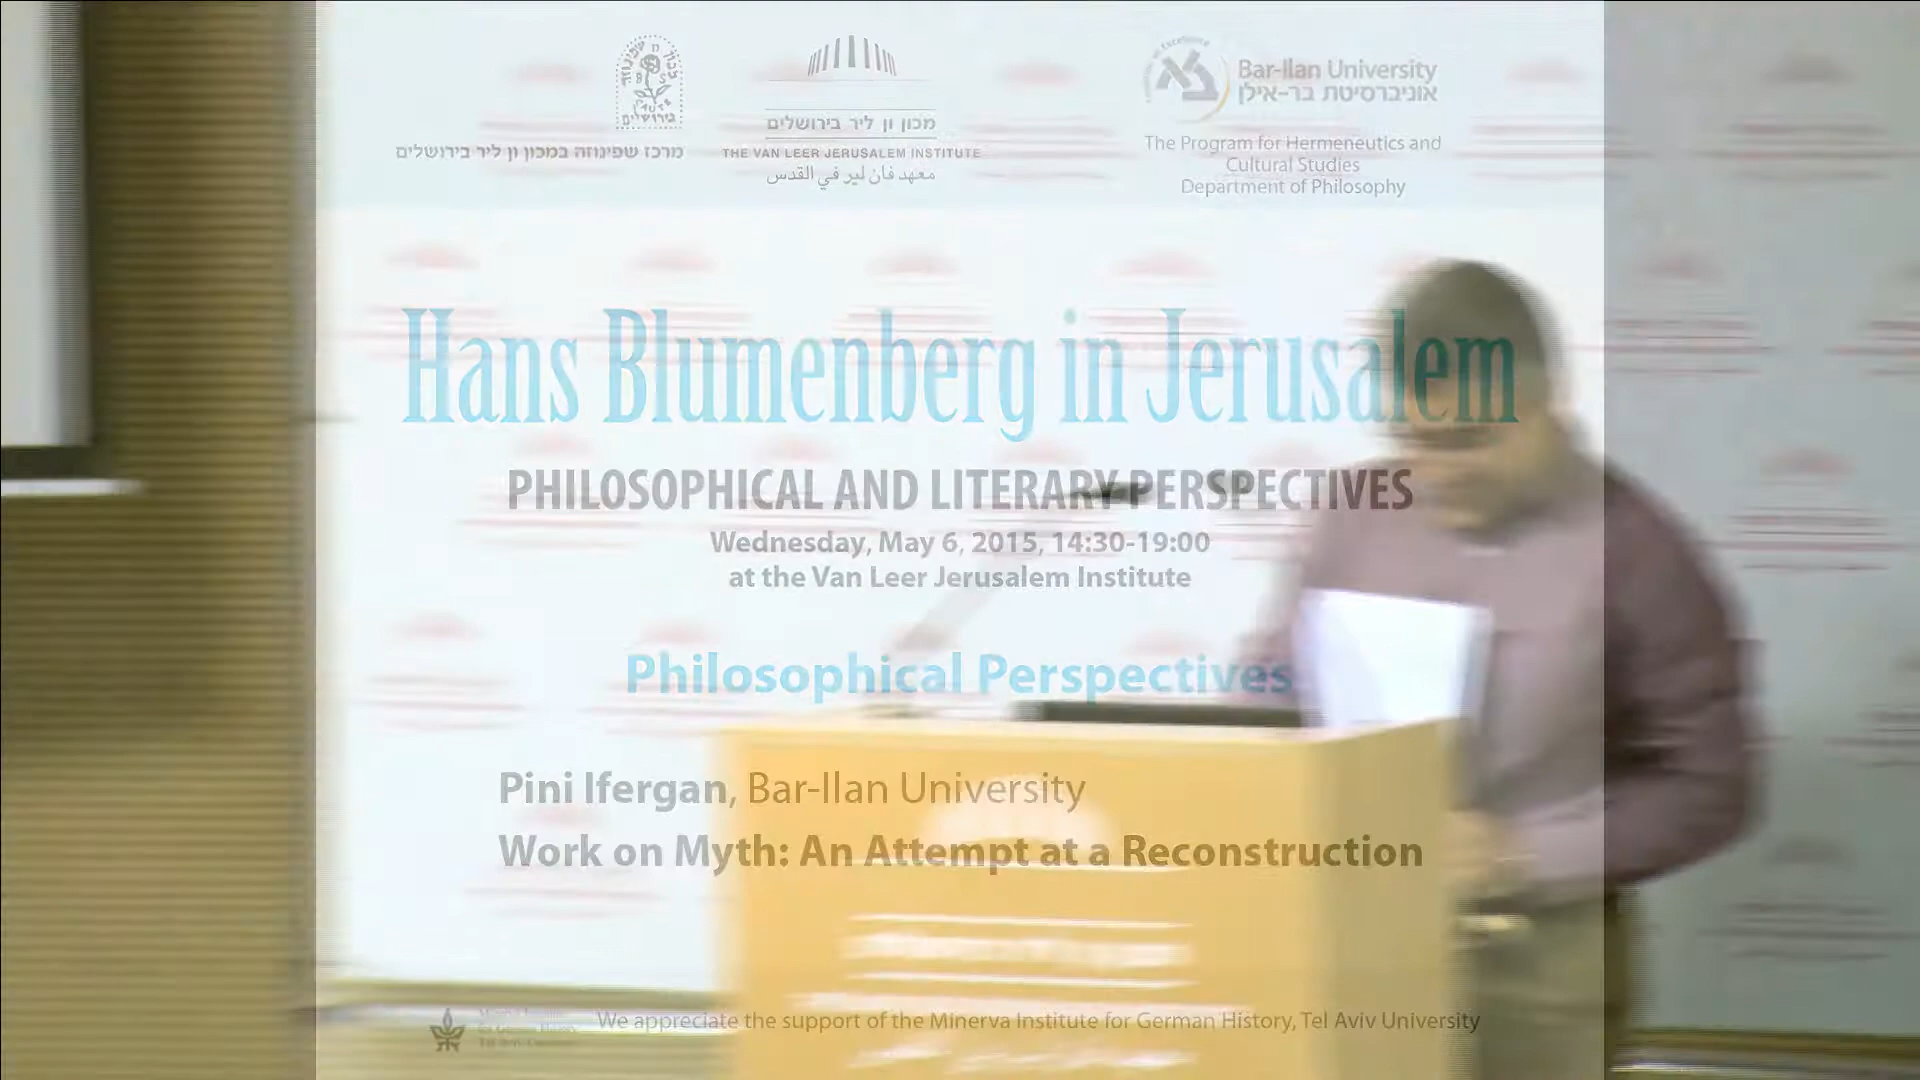 מרכז שפינוזה במכון ון ליר בירושלים
מכון ון ליר בירושלים
THE VAN LEER JERUSALEM INSTITUTE
معهد فان لير في القدس
Bar-Ilan University
אוניברסיטת בר-אילן
The Program for Hermeneutics and
Cultural Studies
Department of Philosophy
Hans Blumenberg in Jerusalem
PHILOSOPHICAL AND LITERARY PERSPECTIVES
Wednesday, May 6, 2015, 14:30-19:00
at the Van Leer Jerusalem Institute
Philosophical Perspectives
Pini Ifergan, Bar-Ilan University
Work on Myth: An Attempt at a Reconstruction
We appreciate the support of the Minerva Institute for German History, Tel Aviv University